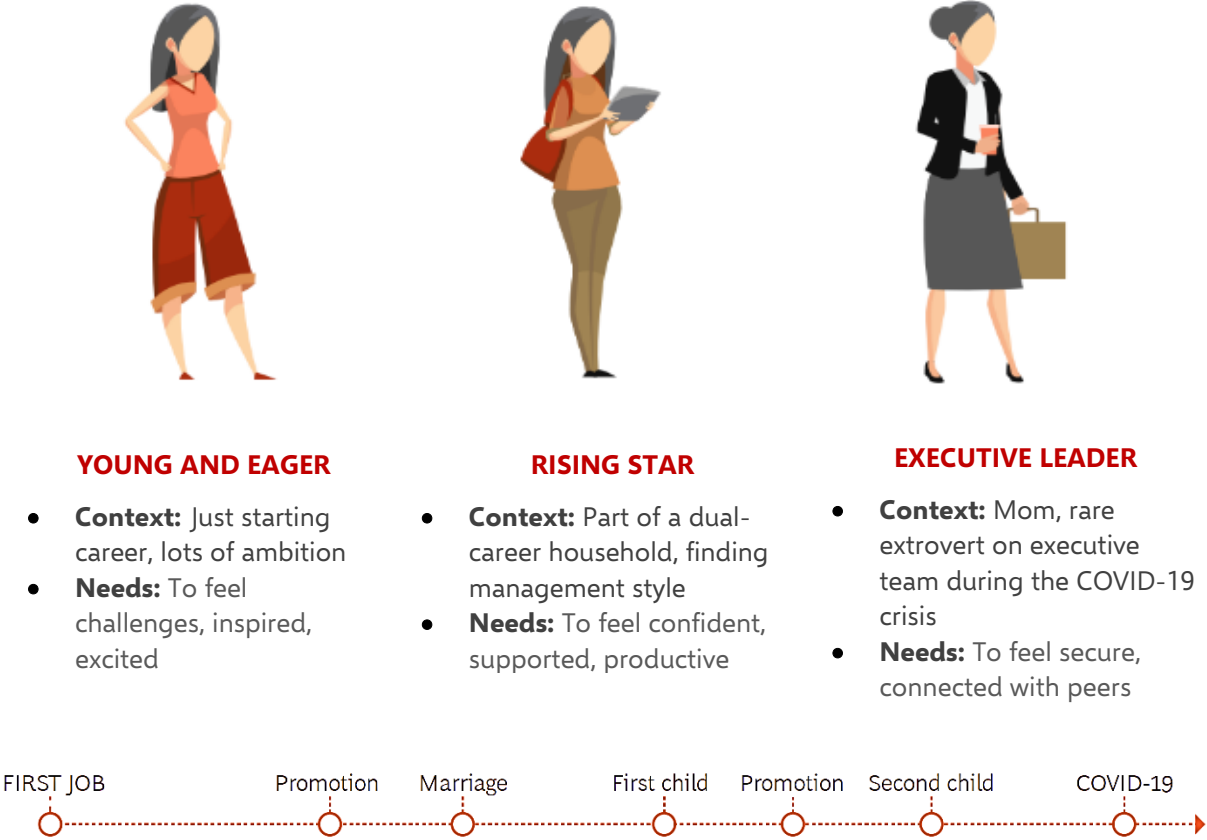 YOUNG AND EAGER
• Context: Just starting
career, lots of ambition
• Needs: To feel
challenges, inspired,
excited
RISING STAR
• Context: Part of a dual-
career household, finding
management style
• Needs: To feel confident,
supported, productive
EXECUTIVE LEADER
• Context: Mom, rare
extrovert on executive
team during the COVID-19
crisis
• Needs: To feel secure,
connected with peers
FIRST JOB Promotion Marriage First child Promotion Second child COVID-19